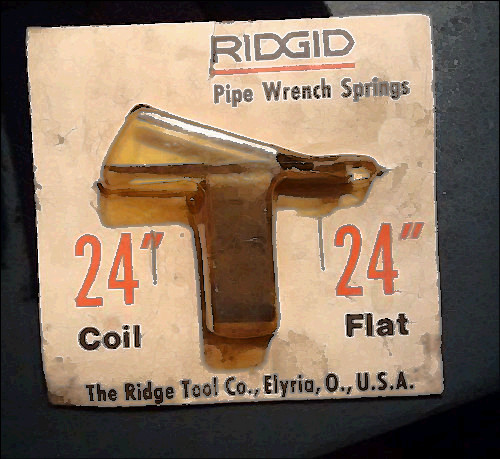 RIDGID
Pipe Wrench Springs
24" 24"
Coil Flat
The Ridge Tool Co., Elyria, O., U.S.A.